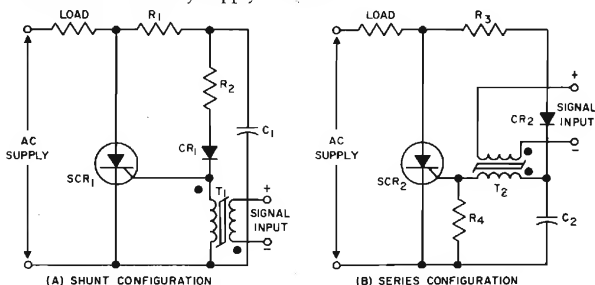 LOAD
R1
R2
C1
CR1
AC
SUPPLY
SCR1
T1
+
SIGNAL
INPUT
−
(A) SHUNT CONFIGURATION
LOAD
R3
+
SIGNAL
INPUT
−
CR2
AC
SUPPLY
SCR2
T2
R4
C2
(B) SERIES CONFIGURATION